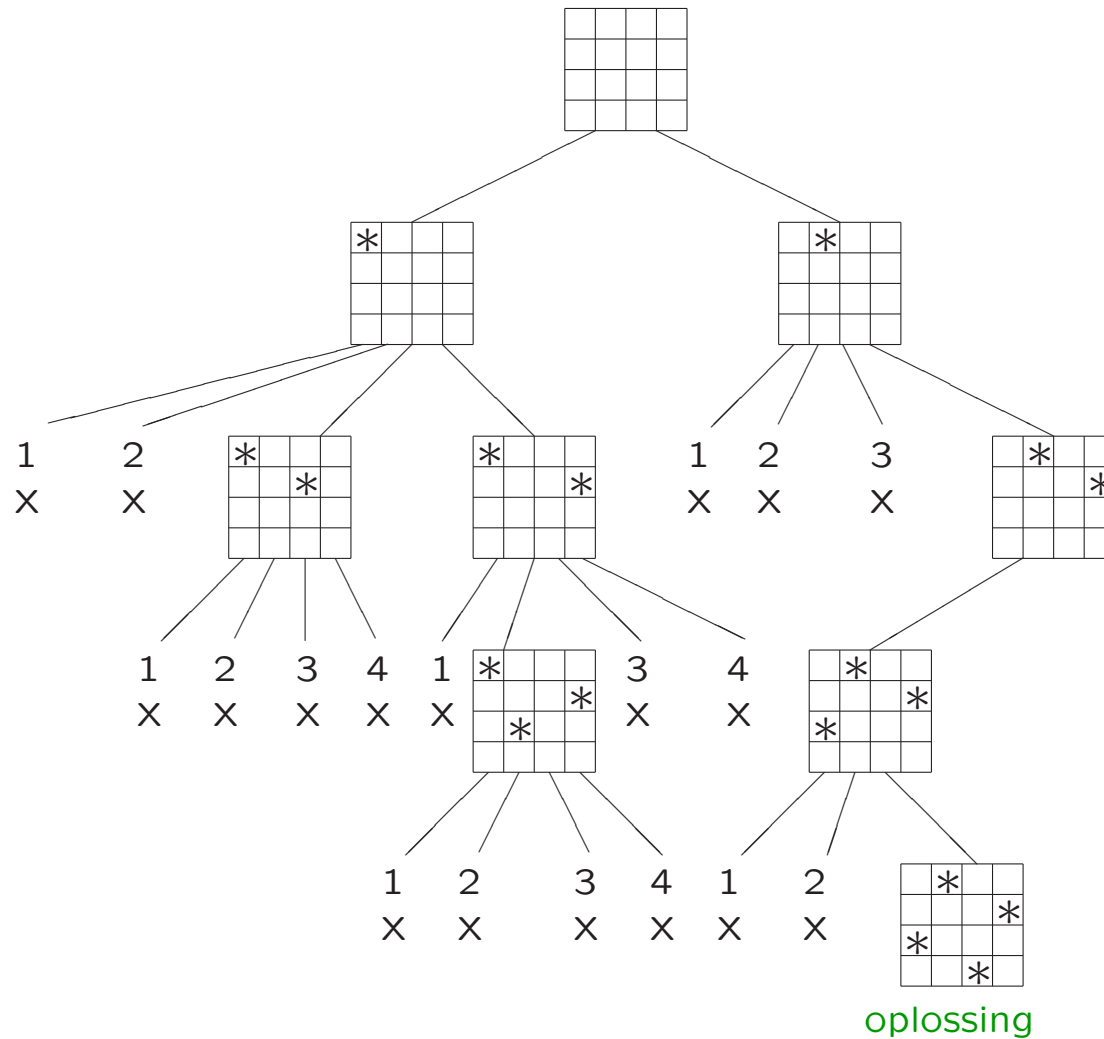 *
*
1 2 * * 1 2 3 *
X X * * X X X *
1 2 3 4 1 * 3 4 *
X X X X X * X X *
* *
1 2 3 4 1 2 *
X X X X X X *
*
*
oplossing